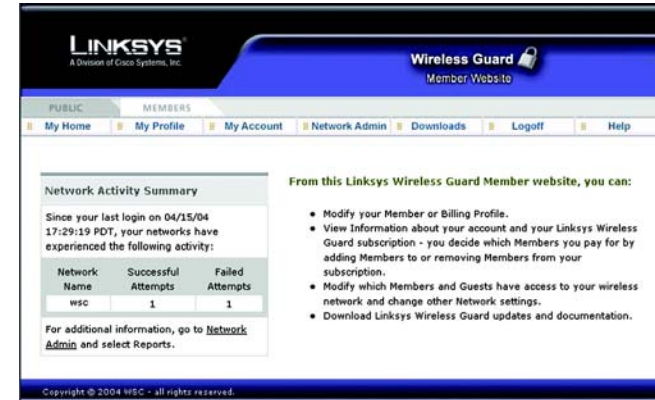 LINKSYS®
A Division of Cisco Systems, Inc.
Wireless Guard
Member Website
PUBLIC MEMBERS
My Home My Profile My Account Network Admin Downloads Logoff Help
Network Activity Summary
Since your last login on 04/15/04
17:29:19 PDT, your networks have
experienced the following activity:
Network Name Successful Attempts Failed Attempts
wsc 1 1
For additional information, go to Network
Admin and select Reports.
From this Linksys Wireless Guard Member website, you can:
• Modify your Member or Billing Profile.
• View Information about your account and your Linksys Wireless
Guard subscription - you decide which Members you pay for by
adding Members to or removing Members from your
subscription.
• Modify which Members and Guests have access to your wireless
network and change other Network settings.
• Download Linksys Wireless Guard updates and documentation.
Copyright © 2004 WSC - all rights reserved.